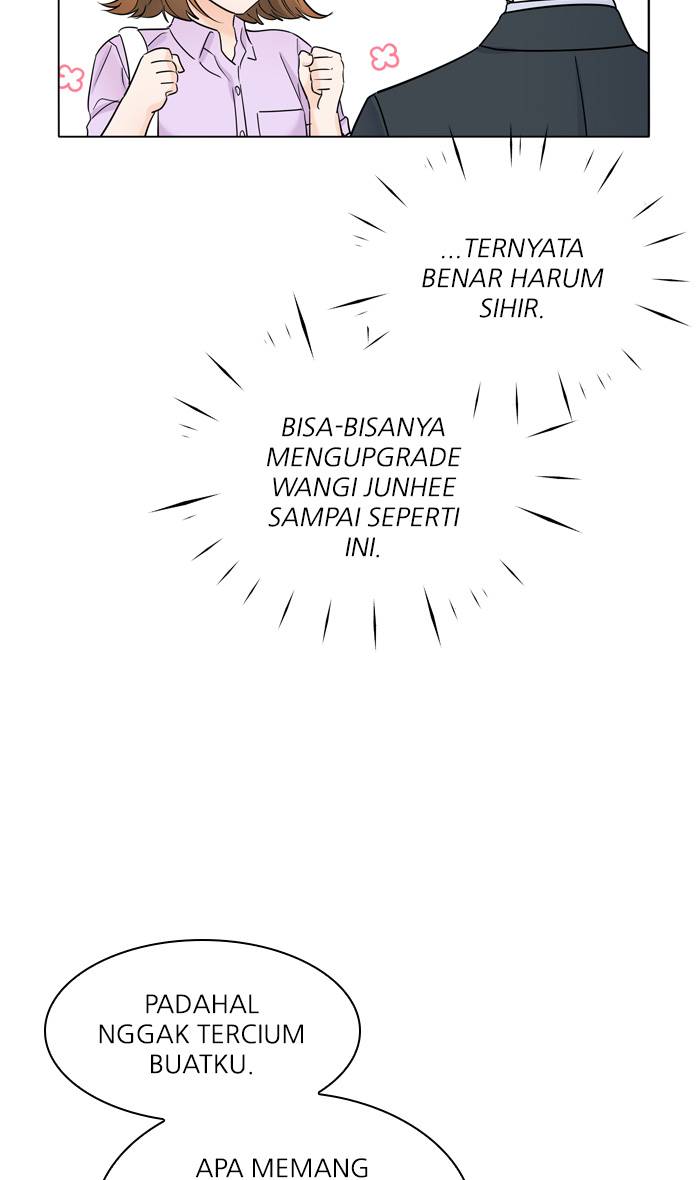 ...TERNYATA
BENAR HARUM
SIHIR.
BISA-BISANYA
MENGUPGRADE
WANGI JUNHEE
SAMPAI SEPERTI
INI.
PADAHAL
NGGAK TERCIUM
BUATKU.
APA MEMANG